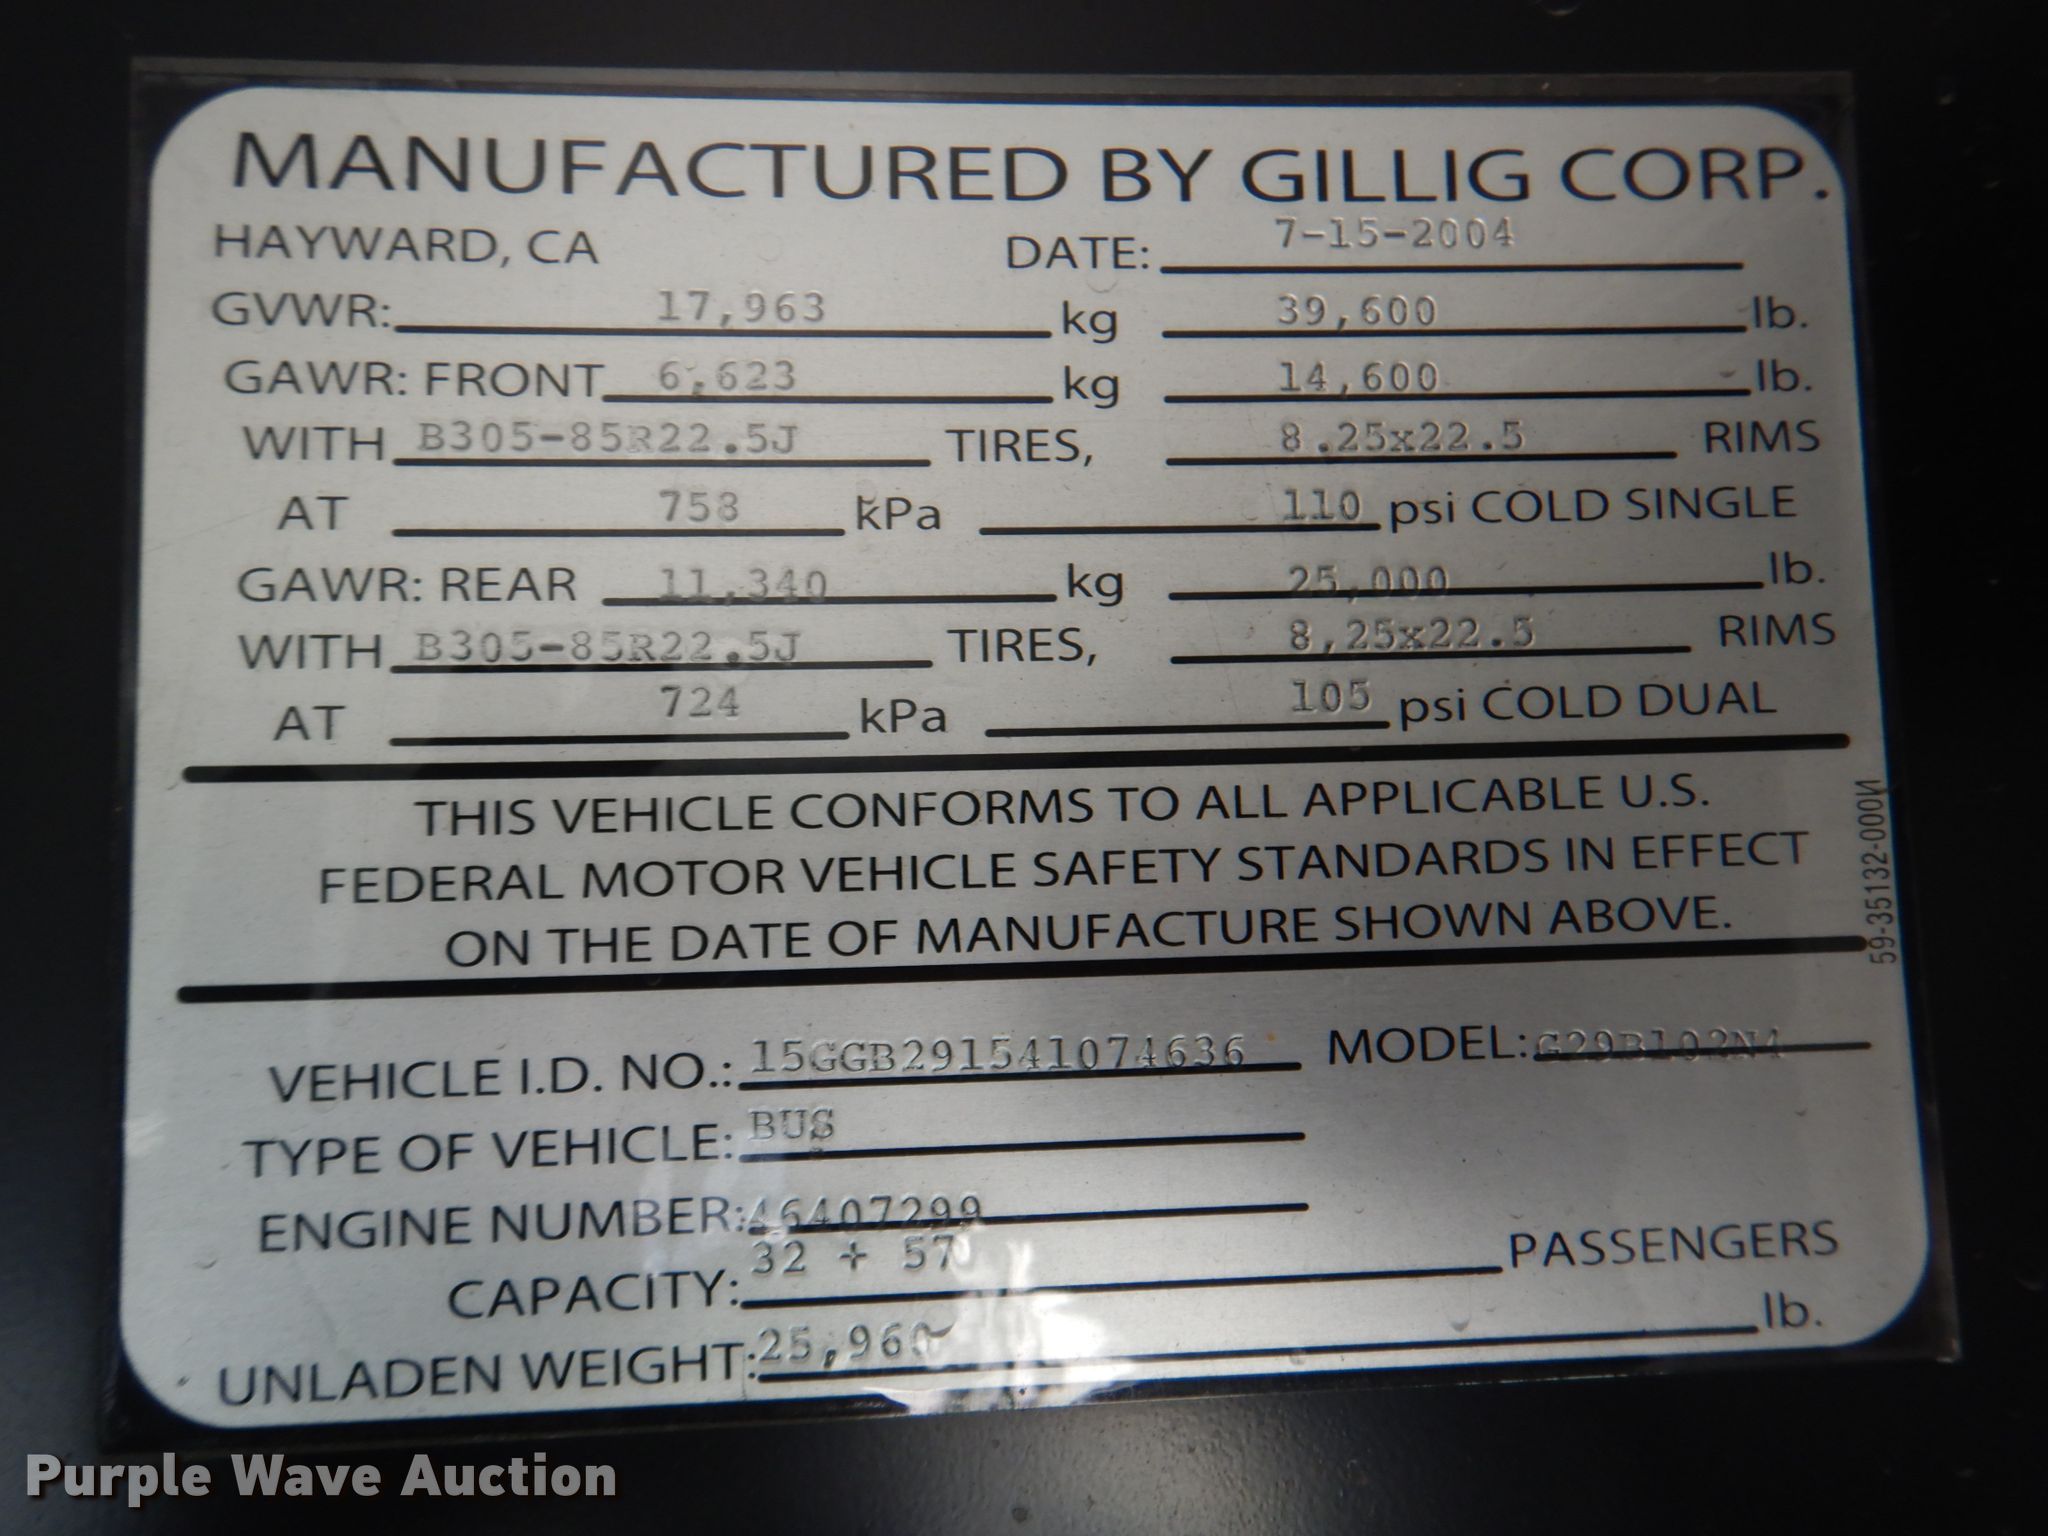 MANUFACTURED BY GILLIG CORP.
HAYWARD, CA DATE: 7-15-2004
GVWR: 17,963 kg 39,600 lb.
GAWR: FRONT 6,623 kg 14,600 lb.
WITH B305-85R22.5J TIRES, 8.25x22.5 RIMS
AT 758 kPa 110 psi COLD SINGLE
GAWR: REAR 11,340 kg 25,000 lb.
WITH B305-85R22.5J TIRES, 8,25x22.5 RIMS
AT 724 kPa 105 psi COLD DUAL
THIS VEHICLE CONFORMS TO ALL APPLICABLE U.S.
FEDERAL MOTOR VEHICLE SAFETY STANDARDS IN EFFECT
ON THE DATE OF MANUFACTURE SHOWN ABOVE.
59-35132-000N
VEHICLE I.D. NO.: 15GGB291541074636 MODEL: G29B102N4
TYPE OF VEHICLE: BUS
ENGINE NUMBER: 46407299
CAPACITY: 32 + 57 PASSENGERS
UNLADEN WEIGHT: 25,960 lb.
Purple Wave Auction